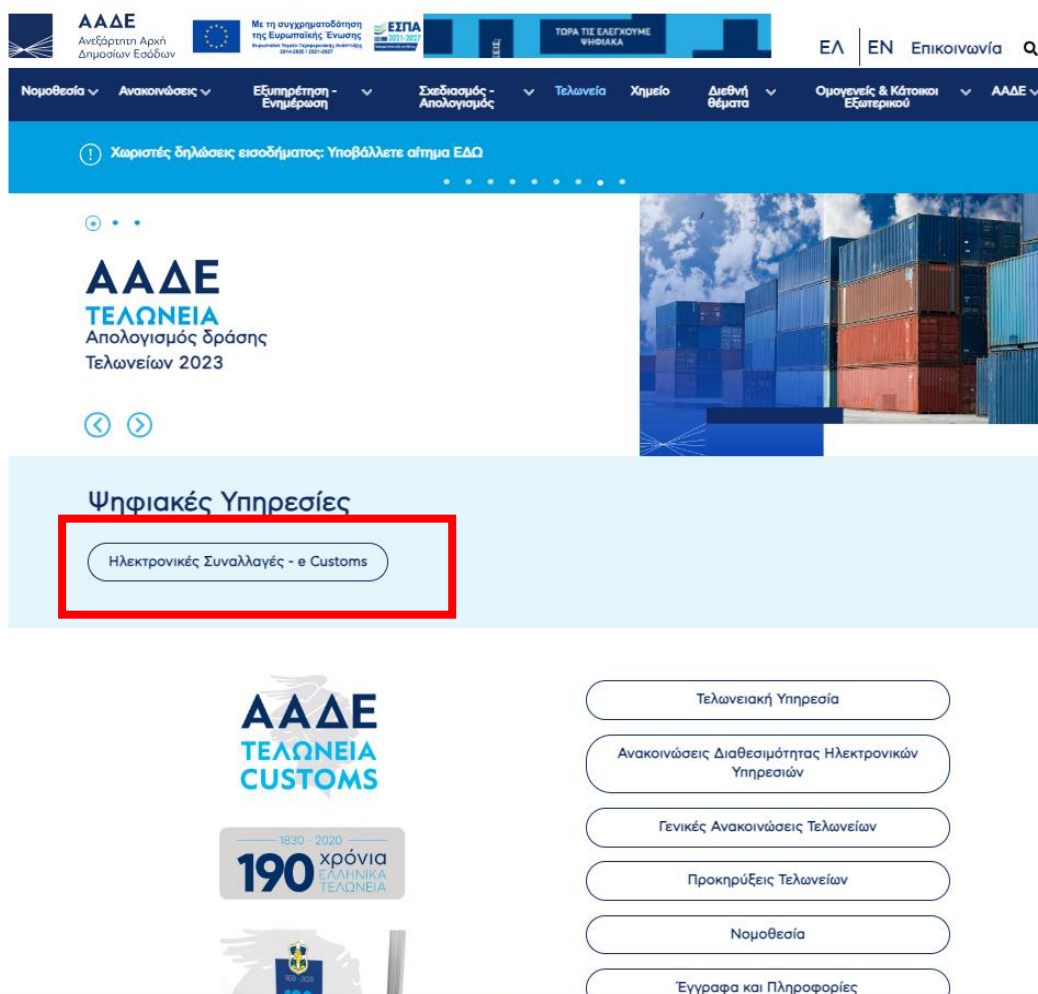 ΑΑΔΕ
Ανεξάρτητη Αρχή
Δημοσίων Εσόδων
Με τη συγχρηματοδότηση
της Ευρωπαϊκής Ένωσης
ΕΣΠΑ
2021-2027
ΤΩΡΑ ΤΙΣ ΕΛΕΓΧΟΥΜΕ
ΨΗΦΙΑΚΑ
ΕΛ
EN
Επικοινωνία
Νομοθεσία
Ανακοινώσεις
Εξυπηρέτηση -
Ενημέρωση
Σχεδιασμός -
Απολογισμός
Τελωνεία
Χημείο
Διεθνή
θέματα
Ομογενείς & Κάτοικοι
Εξωτερικού
ΑΑΔΕ
Χωριστές δηλώσεις εισοδήματος: Υποβάλλετε αίτημα ΕΔΩ
ΑΑΔΕ
ΤΕΛΩΝΕΙΑ
Απολογισμός δράσης
Τελωνείων 2023
Ψηφιακές Υπηρεσίες
Ηλεκτρονικές Συναλλαγές - e Customs
ΑΑΔΕ
ΤΕΛΩΝΕΙΑ
CUSTOMS
1830 - 2020
190 χρόνια
ΕΛΛΗΝΙΚΑ
ΤΕΛΩΝΕΙΑ
Τελωνειακή Υπηρεσία
Ανακοινώσεις Διαθεσιμότητας Ηλεκτρονικών
Υπηρεσιών
Γενικές Ανακοινώσεις Τελωνείων
Προκηρύξεις Τελωνείων
Νομοθεσία
Έγγραφα και Πληροφορίες